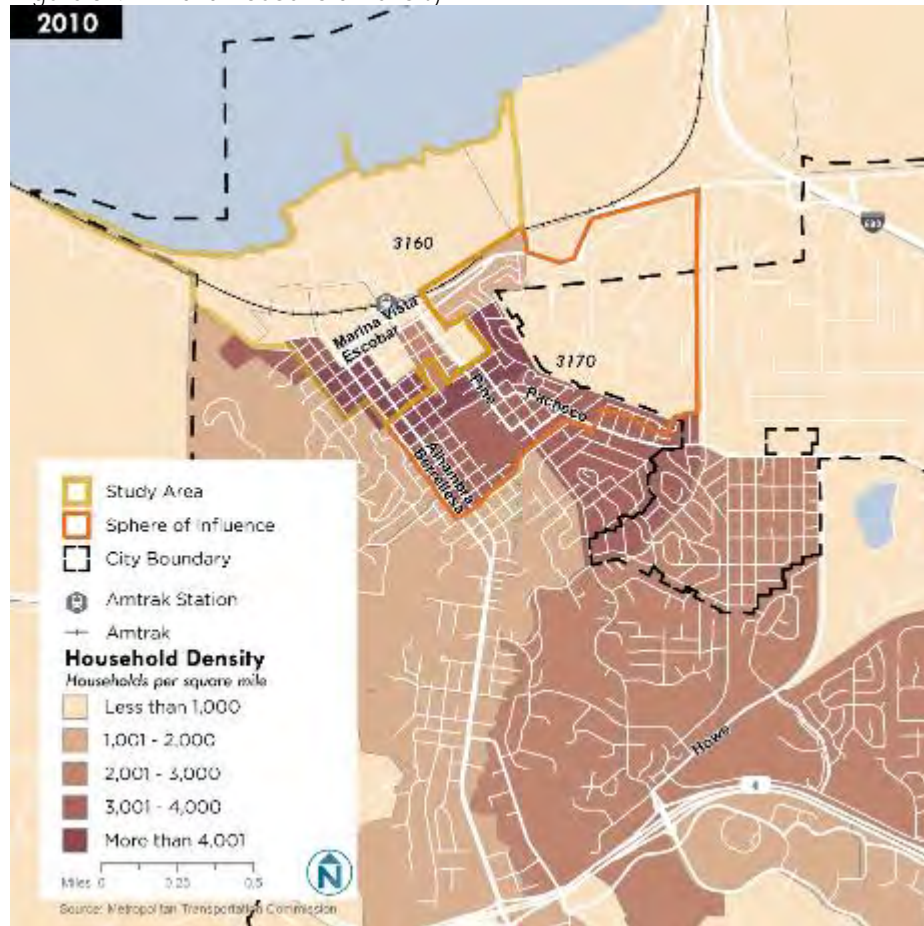 2010
3160
Marina Vista
Escobar
3170
Pine
Pacheco
Alhambra
Berrellesa
680
Howe
4
Study Area
Sphere of Influence
City Boundary
Amtrak Station
Amtrak
Household Density
Households per square mile
Less than 1,000
1,001 - 2,000
2,001 - 3,000
3,001 - 4,000
More than 4,001
Miles 0 0.25 0.5
N
Source: Metropolitan Transportation Commission